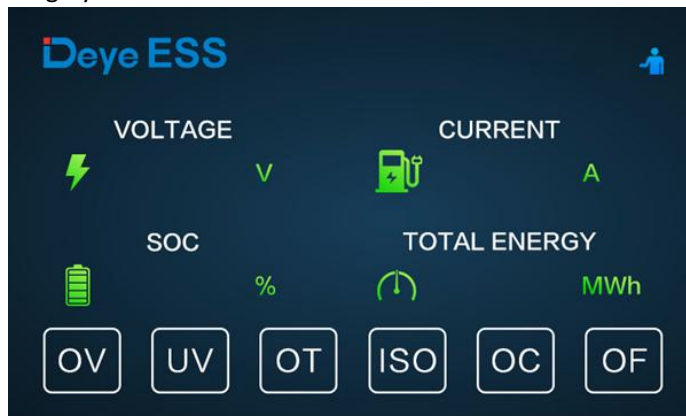 Deye ESS
VOLTAGE CURRENT
V A
SOC TOTAL ENERGY
% MWh
OV UV OT ISO OC OF